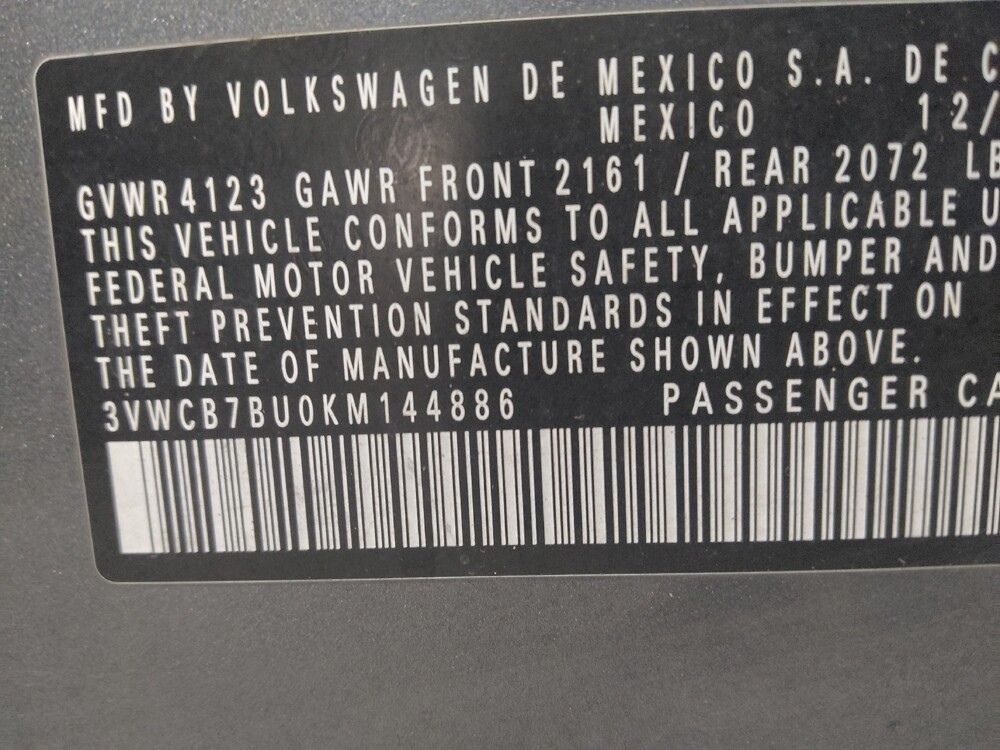 MFD BY VOLKSWAGEN DE MEXICO S.A. DE C
MEXICO 12/
GVWR 4123 GAWR FRONT 2161 / REAR 2072 LB
THIS VEHICLE CONFORMS TO ALL APPLICABLE U
FEDERAL MOTOR VEHICLE SAFETY, BUMPER AND
THEFT PREVENTION STANDARDS IN EFFECT ON
THE DATE OF MANUFACTURE SHOWN ABOVE.
3VWCB7BU0KM144886 PASSENGER CA